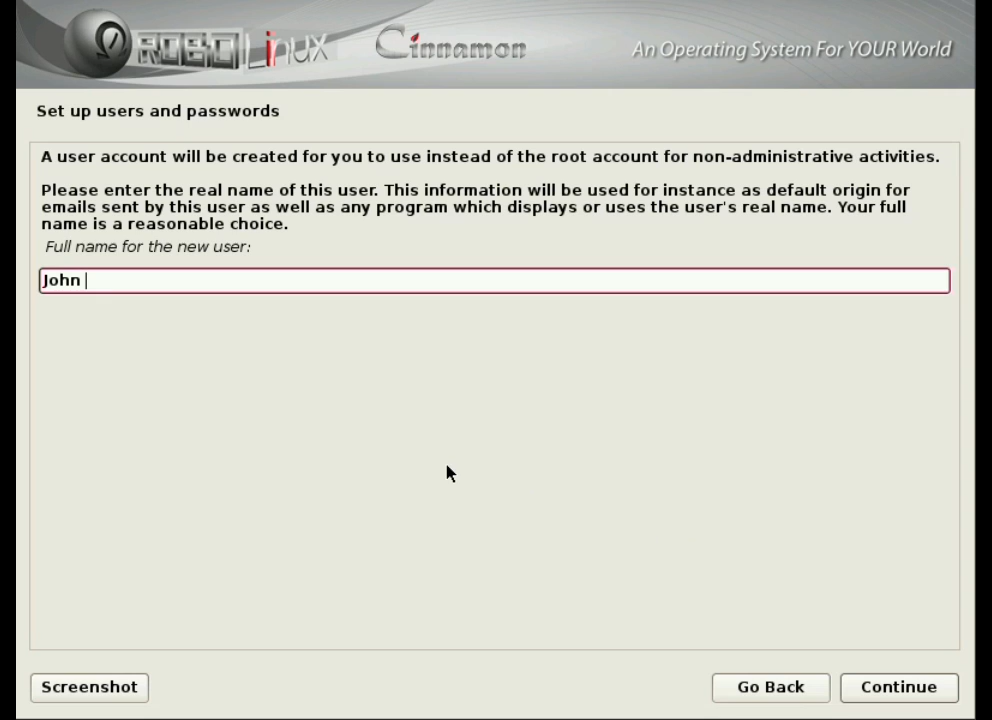 ROBOLinux Cinnamon An Operating System For YOUR World
Set up users and passwords
A user account will be created for you to use instead of the root account for non-administrative activities.
Please enter the real name of this user. This information will be used for instance as default origin for
emails sent by this user as well as any program which displays or uses the user's real name. Your full
name is a reasonable choice.
Full name for the new user:
John
Screenshot Go Back Continue